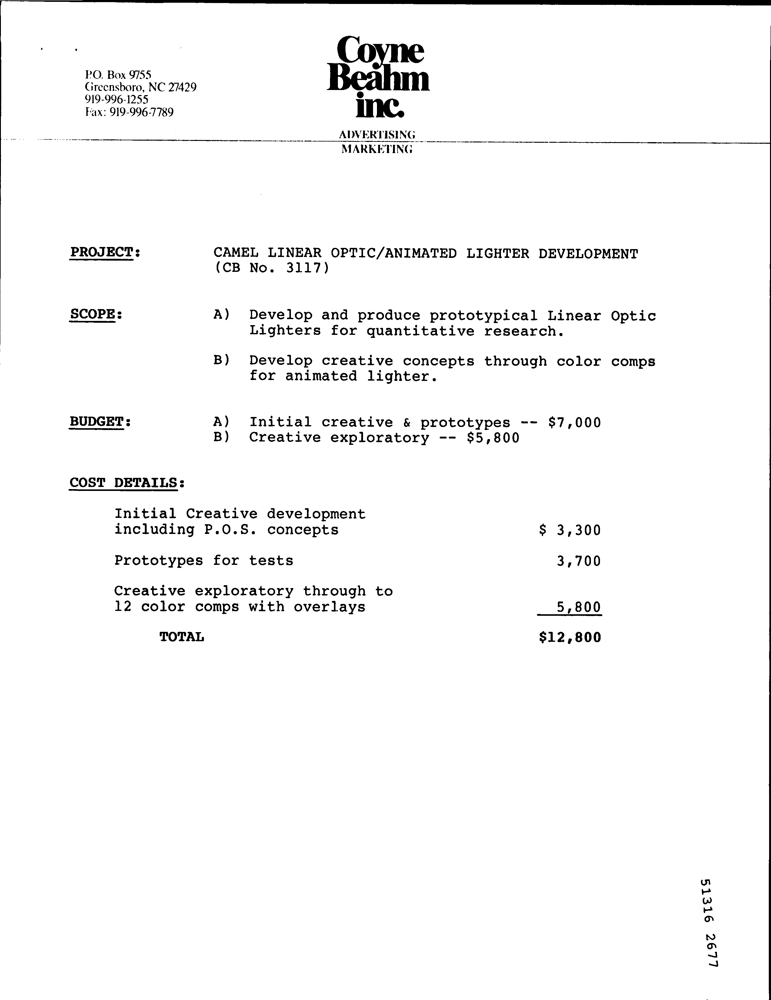 P.O. Box 9755
Greensboro, NC 27429
919-996-1255
Fax: 919-996-7789
Coyne
Beahm
inc.
ADVERTISING
MARKETING
PROJECT: CAMEL LINEAR OPTIC/ANIMATED LIGHTER DEVELOPMENT
(CB No. 3117)
SCOPE: A) Develop and produce prototypical Linear Optic
Lighters for quantitative research.
B) Develop creative concepts through color comps
for animated lighter.
BUDGET: A) Initial creative & prototypes -- $7,000
B) Creative exploratory -- $5,800
COST DETAILS:
Initial Creative development
including P.O.S. concepts $ 3,300
Prototypes for tests 3,700
Creative exploratory through to
12 color comps with overlays 5,800
TOTAL $12,800
51316 2677